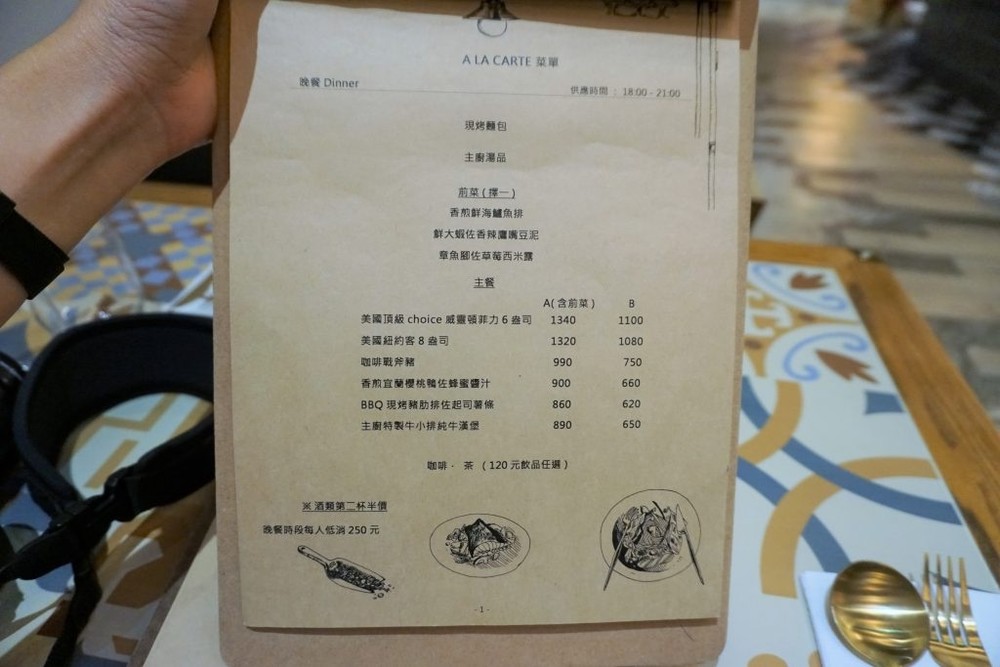 A LA CARTE 菜單
晚餐 Dinner
供應時間 : 18:00 - 21:00
現烤麵包
主廚湯品
前菜 ( 擇一 )
香煎鮮海鱸魚排
鮮大蝦佐香辣鷹嘴豆泥
章魚腳佐草莓西米露
主餐
A( 含前菜 ) B
美國頂級 choice 威靈頓菲力 6 盎司 1340 1100
美國紐約客 8 盎司 1320 1080
咖啡戰斧豬 990 750
香煎宜蘭櫻桃鴨佐蜂蜜醬汁 900 660
BBQ 現烤豬肋排佐起司薯條 860 620
主廚特製牛小排純牛漢堡 890 650
咖啡 · 茶 ( 120 元飲品任選 )
※ 酒類第二杯半價
晚餐時段每人低消 250 元
- 1 -